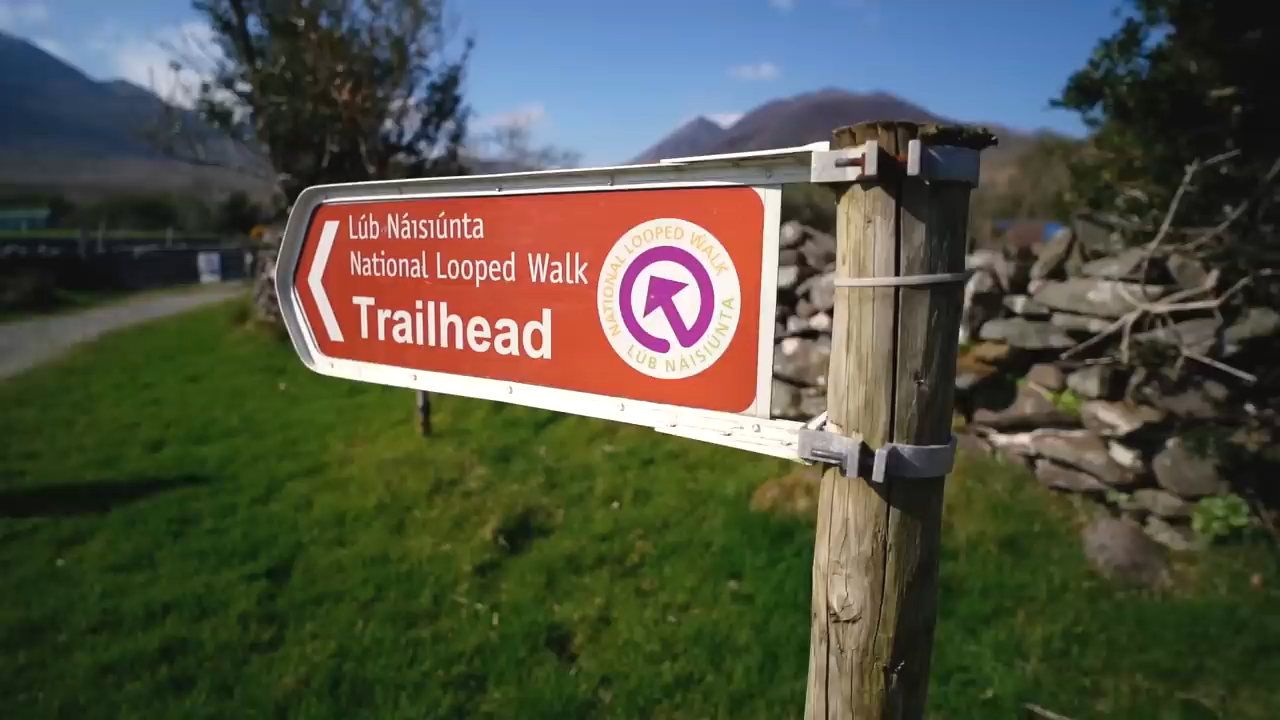 Lúb Náisiúnta
National Looped Walk
Trailhead
NATIONAL LOOPED WALK
LÚB NÁISIÚNTA